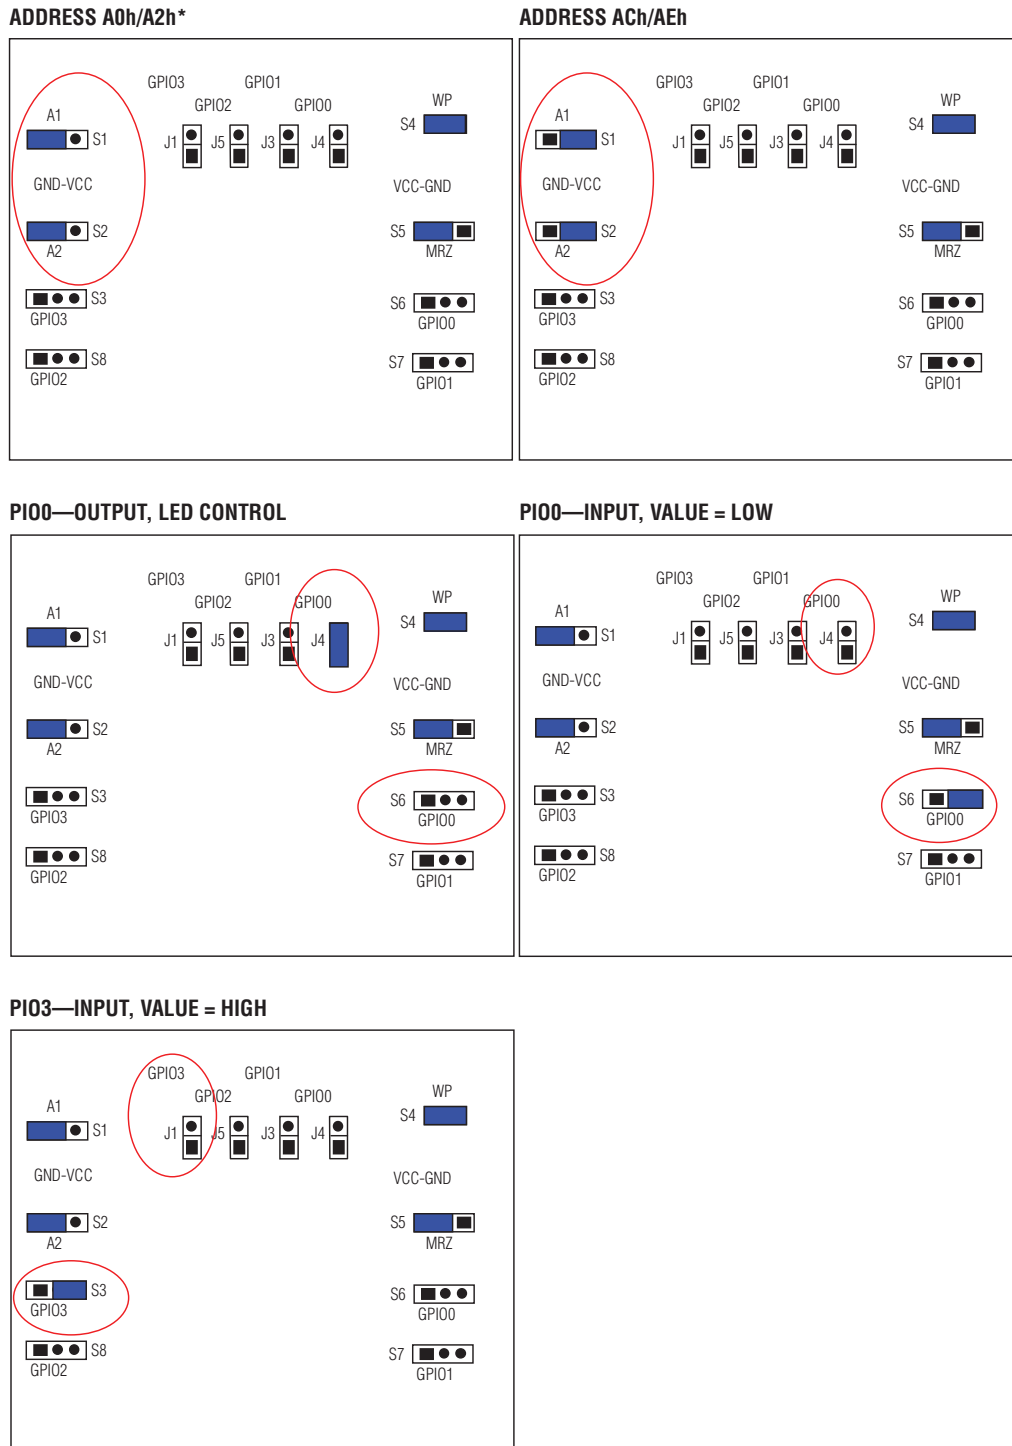 ADDRESS A0h/A2h*
GPIO3 GPIO1
GPIO2 GPIO0 WP
A1 S4
S1 J1 J5 J3 J4
GND-VCC VCC-GND
S2 S5
A2 MRZ
S3 S6
GPIO3 GPIO0
S8 S7
GPIO2 GPIO1
ADDRESS ACh/AEh
GPIO3 GPIO1
GPIO2 GPIO0 WP
A1 S4
S1 J1 J5 J3 J4
GND-VCC VCC-GND
S2 S5
A2 MRZ
S3 S6
GPIO3 GPIO0
S8 S7
GPIO2 GPIO1
PIO0—OUTPUT, LED CONTROL
GPIO3 GPIO1
GPIO2 GPIO0 WP
A1 S4
S1 J1 J5 J3 J4
GND-VCC VCC-GND
S2 S5
A2 MRZ
S3 S6
GPIO3 GPIO0
S8 S7
GPIO2 GPIO1
PIO0—INPUT, VALUE = LOW
GPIO3 GPIO1
GPIO2 GPIO0 WP
A1 S4
S1 J1 J5 J3 J4
GND-VCC VCC-GND
S2 S5
A2 MRZ
S3 S6
GPIO3 GPIO0
S8 S7
GPIO2 GPIO1
PIO3—INPUT, VALUE = HIGH
GPIO3 GPIO1
GPIO2 GPIO0 WP
A1 S4
S1 J1 J5 J3 J4
GND-VCC VCC-GND
S2 S5
A2 MRZ
S3 S6
GPIO3 GPIO0
S8 S7
GPIO2 GPIO1